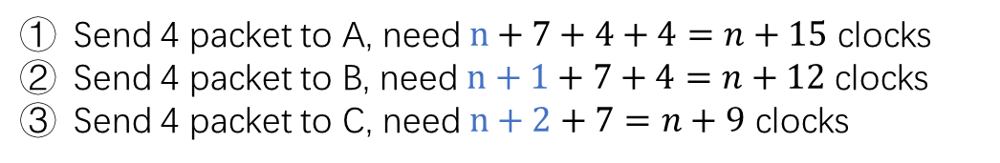 ① Send 4 packet to A, need n + 7 + 4 + 4 = n + 15 clocks
② Send 4 packet to B, need n + 1 + 7 + 4 = n + 12 clocks
③ Send 4 packet to C, need n + 2 + 7 = n + 9 clocks